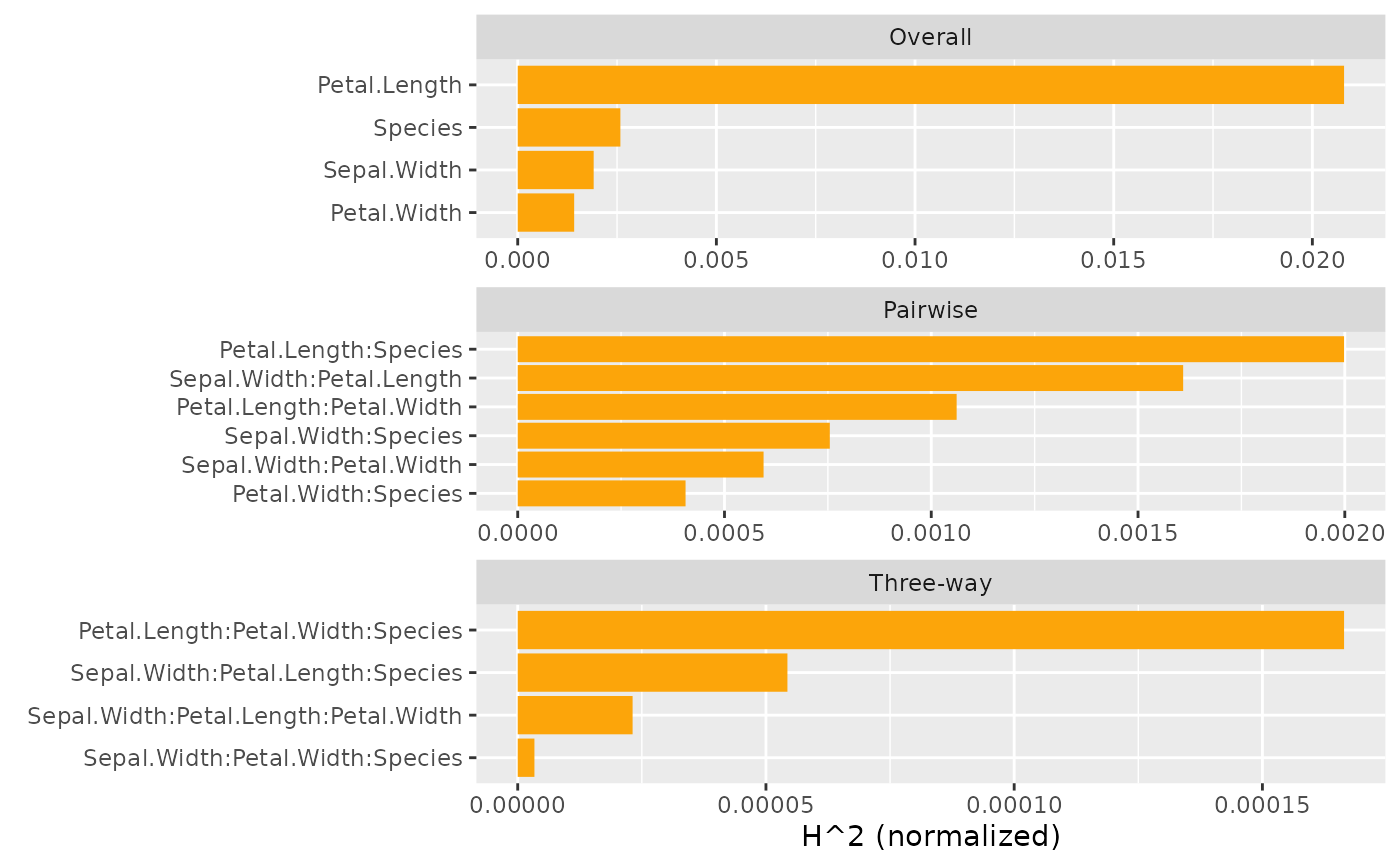 Overall
Petal.Length
Species
Sepal.Width
Petal.Width
0.000 0.005 0.010 0.015 0.020
Pairwise
Petal.Length:Species
Sepal.Width:Petal.Length
Petal.Length:Petal.Width
Sepal.Width:Species
Sepal.Width:Petal.Width
Petal.Width:Species
0.0000 0.0005 0.0010 0.0015 0.0020
Three-way
Petal.Length:Petal.Width:Species
Sepal.Width:Petal.Length:Species
Sepal.Width:Petal.Length:Petal.Width
Sepal.Width:Petal.Width:Species
0.00000 0.00005 0.00010 0.00015
H^2 (normalized)